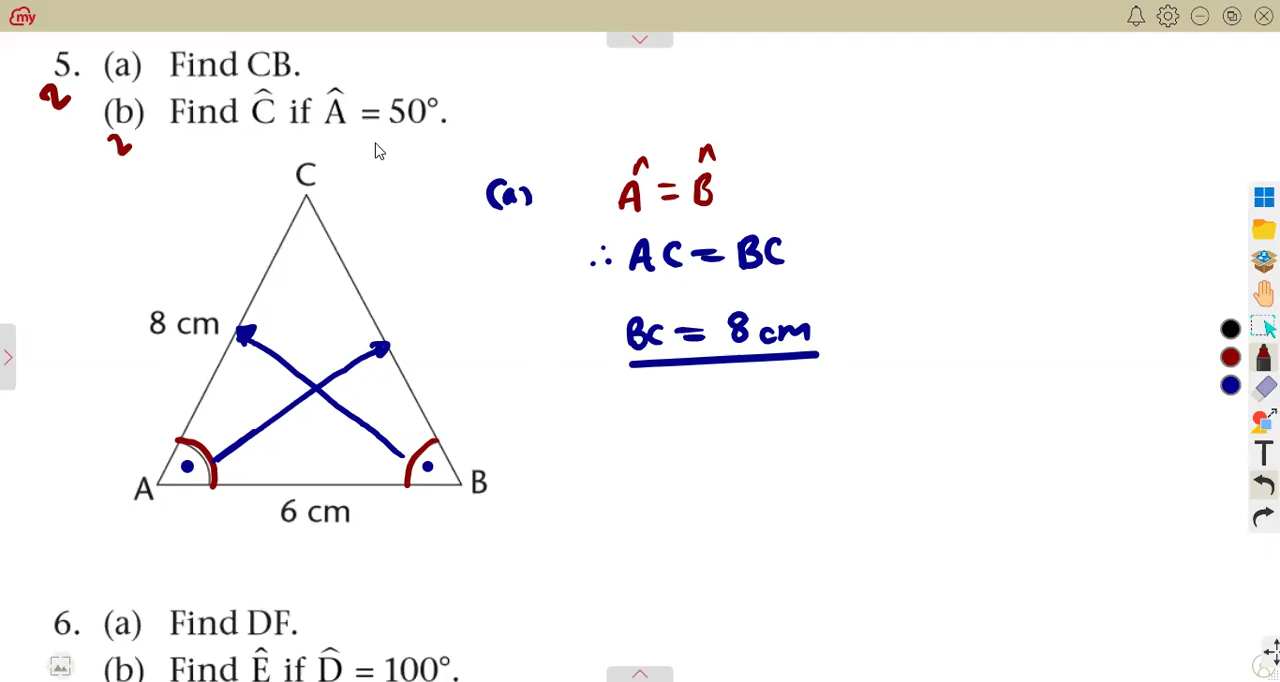 my
5. (a) Find CB.
2
(b) Find Ĉ if Â = 50°.
2
C
(a) Â = B̂
∴ AC = BC
8 cm
BC = 8 cm
A
B
6 cm
6. (a) Find DF.
(b) Find Ê if D̂ = 100°.
T